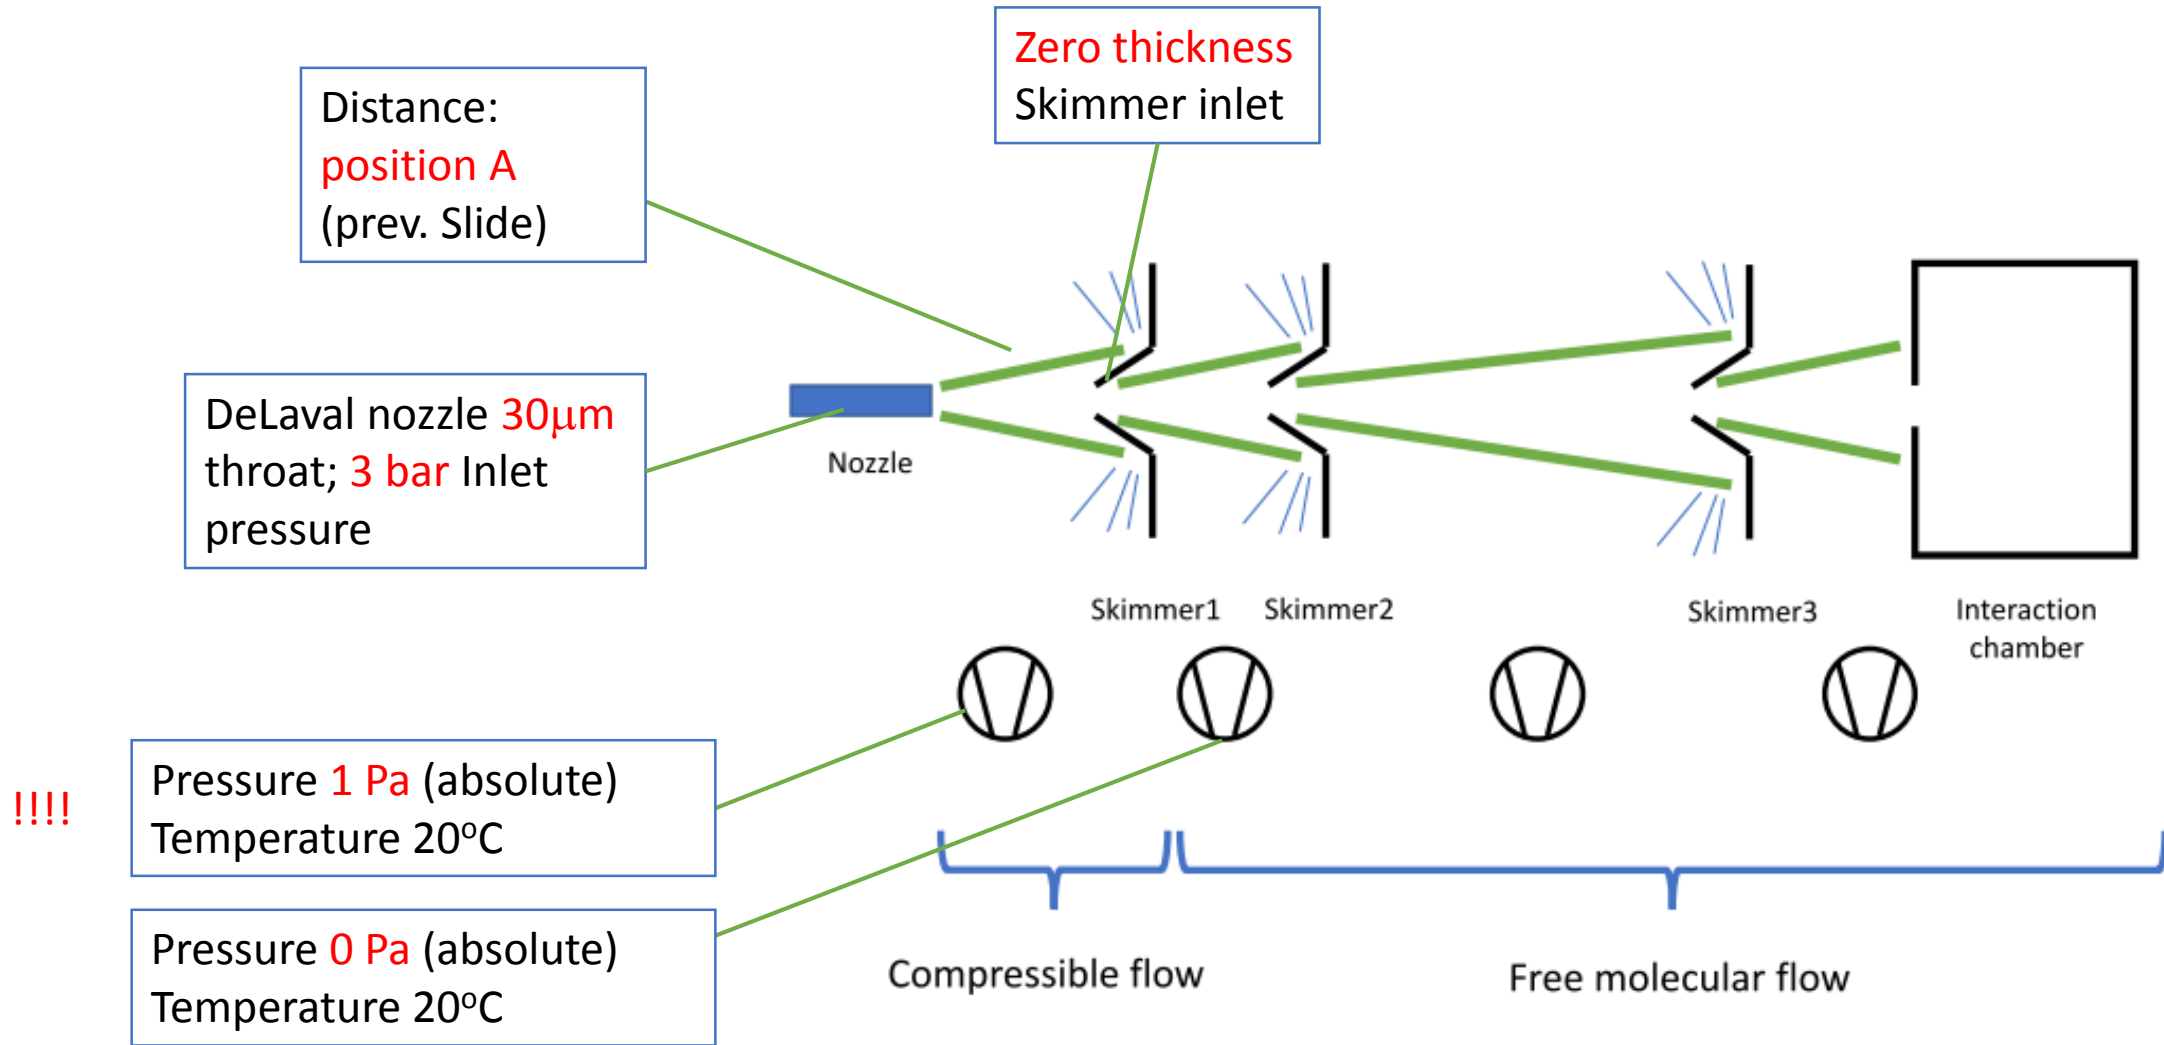 Zero thickness
Skimmer inlet
Distance:
position A
(prev. Slide)
DeLaval nozzle 30μm
throat; 3 bar Inlet
pressure
Nozzle
Skimmer1
Skimmer2
Skimmer3
Interaction
chamber
!!!!
Pressure 1 Pa (absolute)
Temperature 20°C
Pressure 0 Pa (absolute)
Temperature 20°C
Compressible flow
Free molecular flow